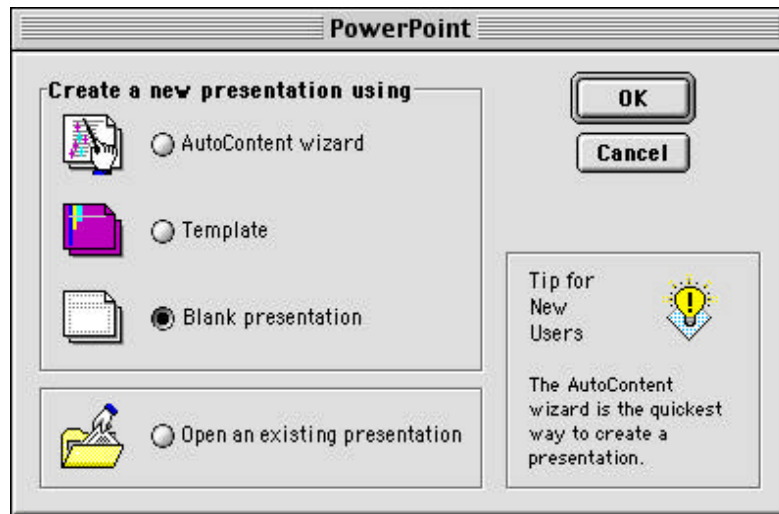 PowerPoint
Create a new presentation using
AutoContent wizard
Template
Blank presentation
Open an existing presentation
OK
Cancel
Tip for
New
Users
The AutoContent
wizard is the quickest
way to create a
presentation.